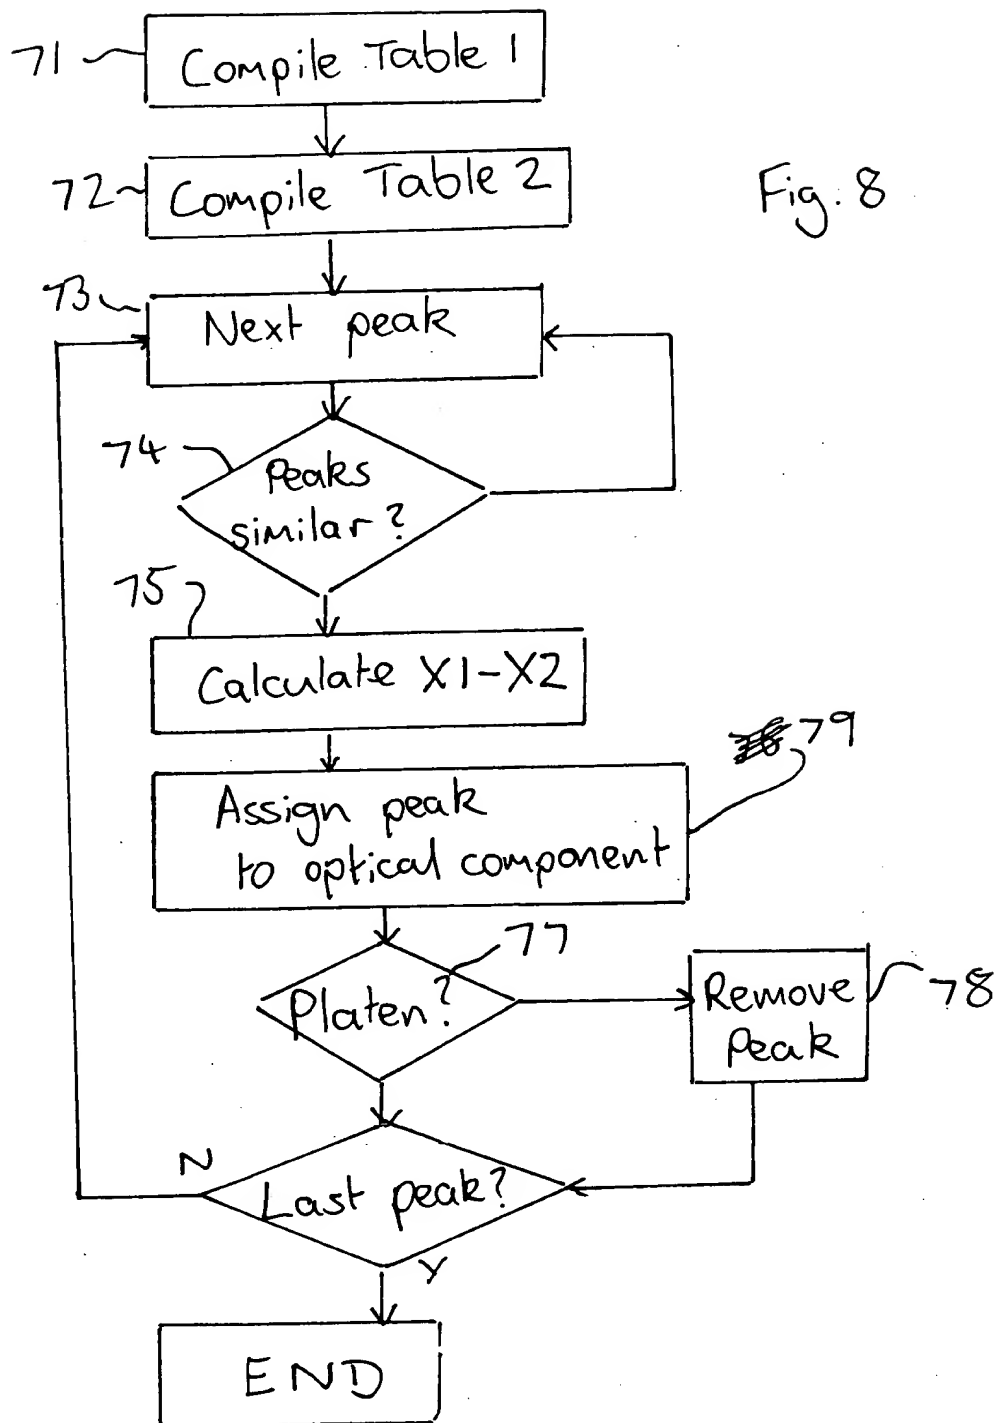 71
Compile Table 1
72
Compile Table 2
Fig. 8
73
Next peak
74
Peaks
similar?
75
Calculate X1-X2
79
Assign peak
to optical component
77
Platen?
Remove
Peak
78
N
Last peak?
Y
END